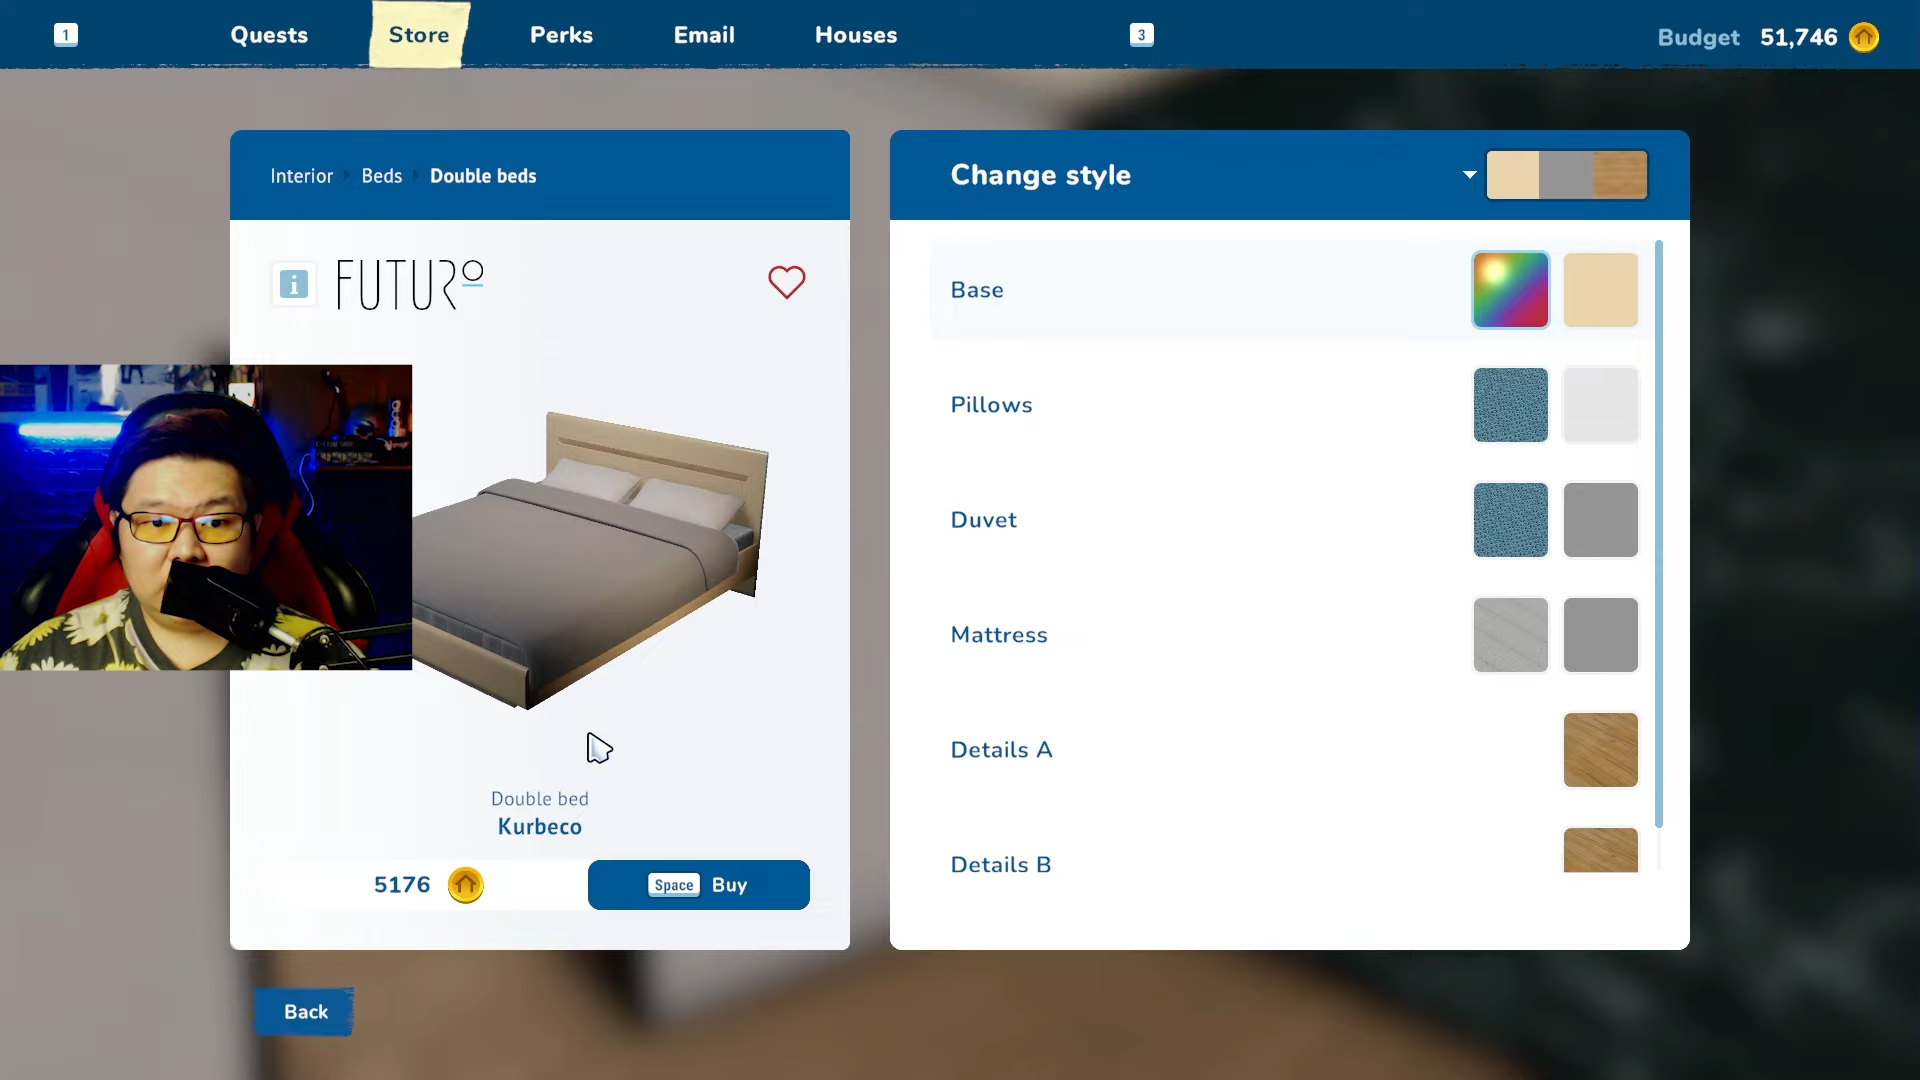 1
Quests
Store
Perks
Email
Houses
3
Budget 51,746
Interior Beds Double beds
i FUTURO
Double bed
Kurbeco
5176
Space Buy
Back
Change style
Base
Pillows
Duvet
Mattress
Details A
Details B